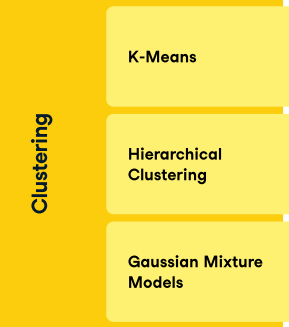 Clustering
K-Means
Hierarchical
Clustering
Gaussian Mixture
Models